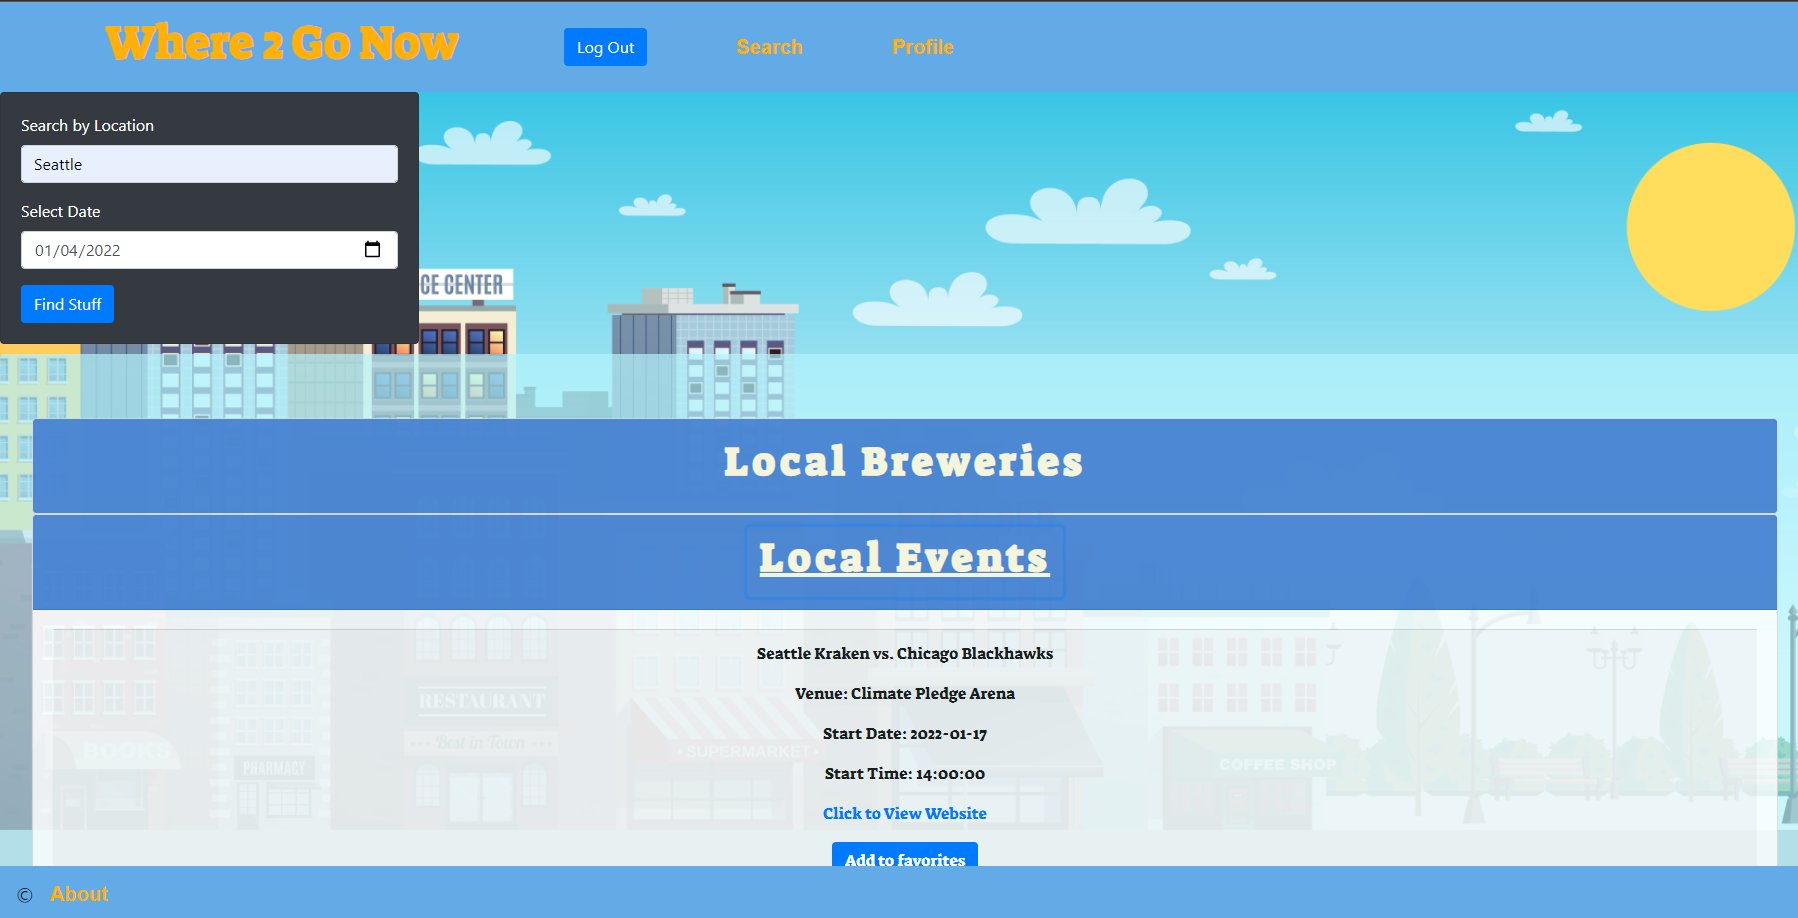 Where 2 Go Now
Log Out
Search
Profile
Search by Location
Seattle
Select Date
01/04/2022
Find Stuff
CE CENTER
Local Breweries
Local Events
Seattle Kraken vs. Chicago Blackhawks
Venue: Climate Pledge Arena
Start Date: 2022-01-17
Start Time: 14:00:00
Click to View Website
Add to favorites
RESTAURANT
Best in Town
BOOKS
PHARMACY
SUPERMARKET
COFFEE SHOP
© About